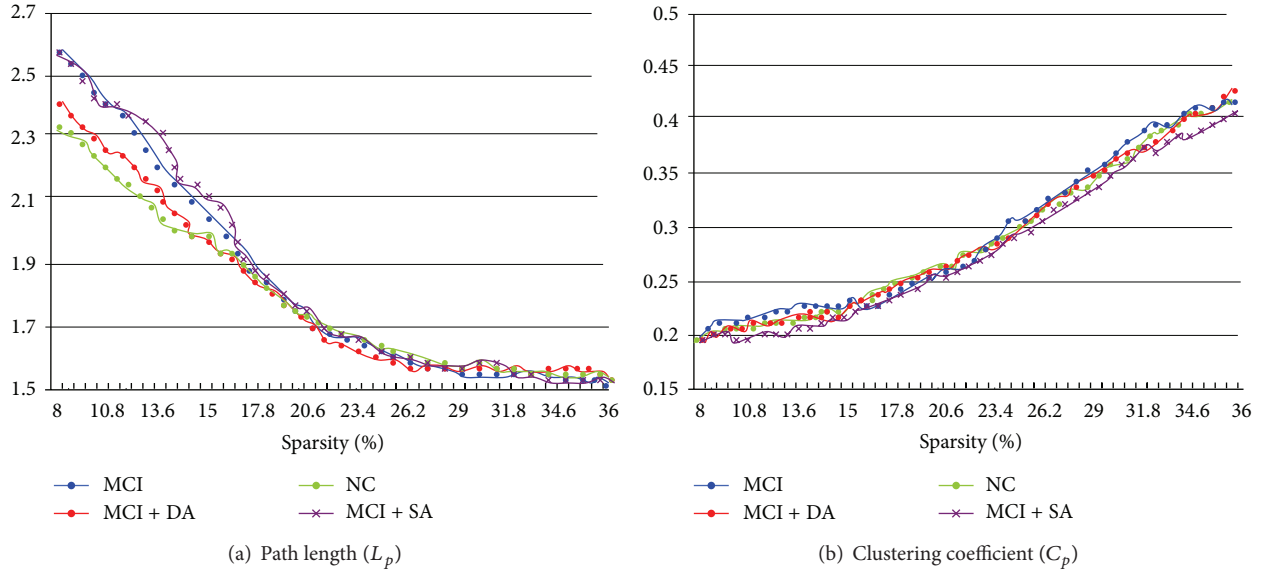 2.7
2.5
2.3
2.1
1.9
1.7
1.5
8 10.8 13.6 15 17.8 20.6 23.4 26.2 29 31.8 34.6 36
Sparsity (%)
MCI NC
MCI + DA MCI + SA
(a) Path length (Lp)
0.5
0.45
0.4
0.35
0.3
0.25
0.2
0.15
8 10.8 13.6 15 17.8 20.6 23.4 26.2 29 31.8 34.6 36
Sparsity (%)
MCI NC
MCI + DA MCI + SA
(b) Clustering coefficient (Cp)